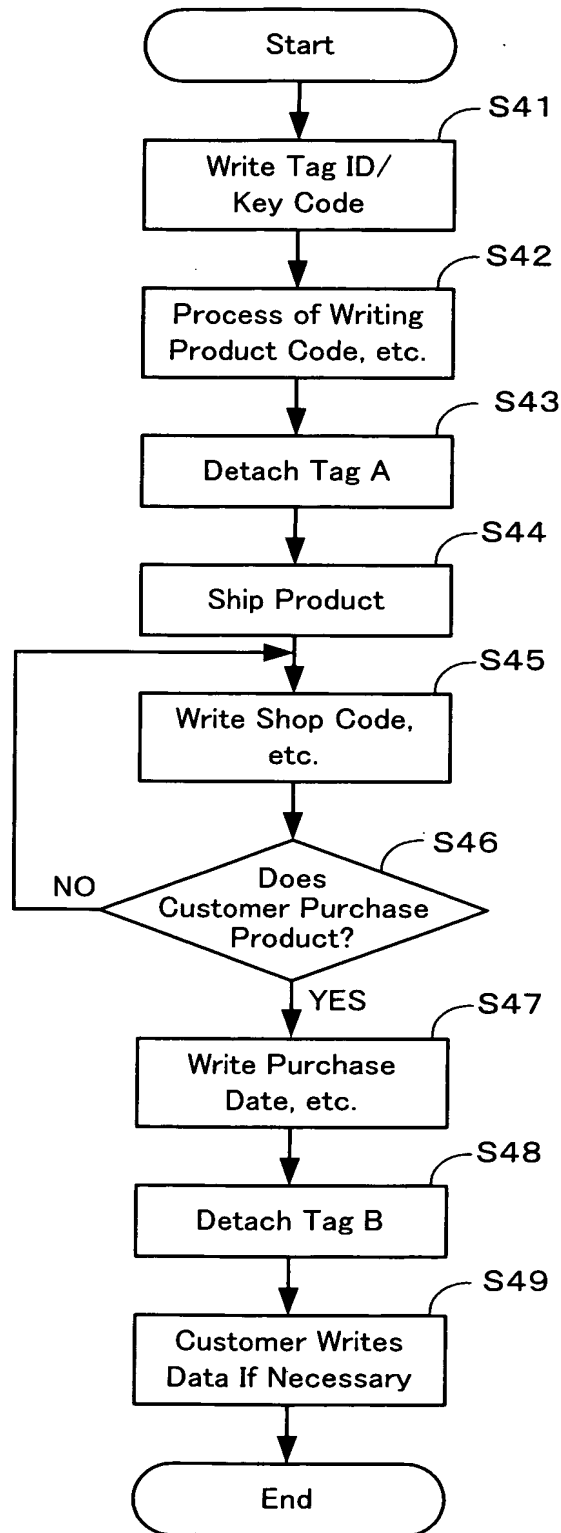 Start
S41
Write Tag ID/
Key Code
S42
Process of Writing
Product Code, etc.
S43
Detach Tag A
S44
Ship Product
S45
Write Shop Code,
etc.
S46
Does
Customer Purchase
Product?
NO
YES
S47
Write Purchase
Date, etc.
S48
Detach Tag B
S49
Customer Writes
Data If Necessary
End